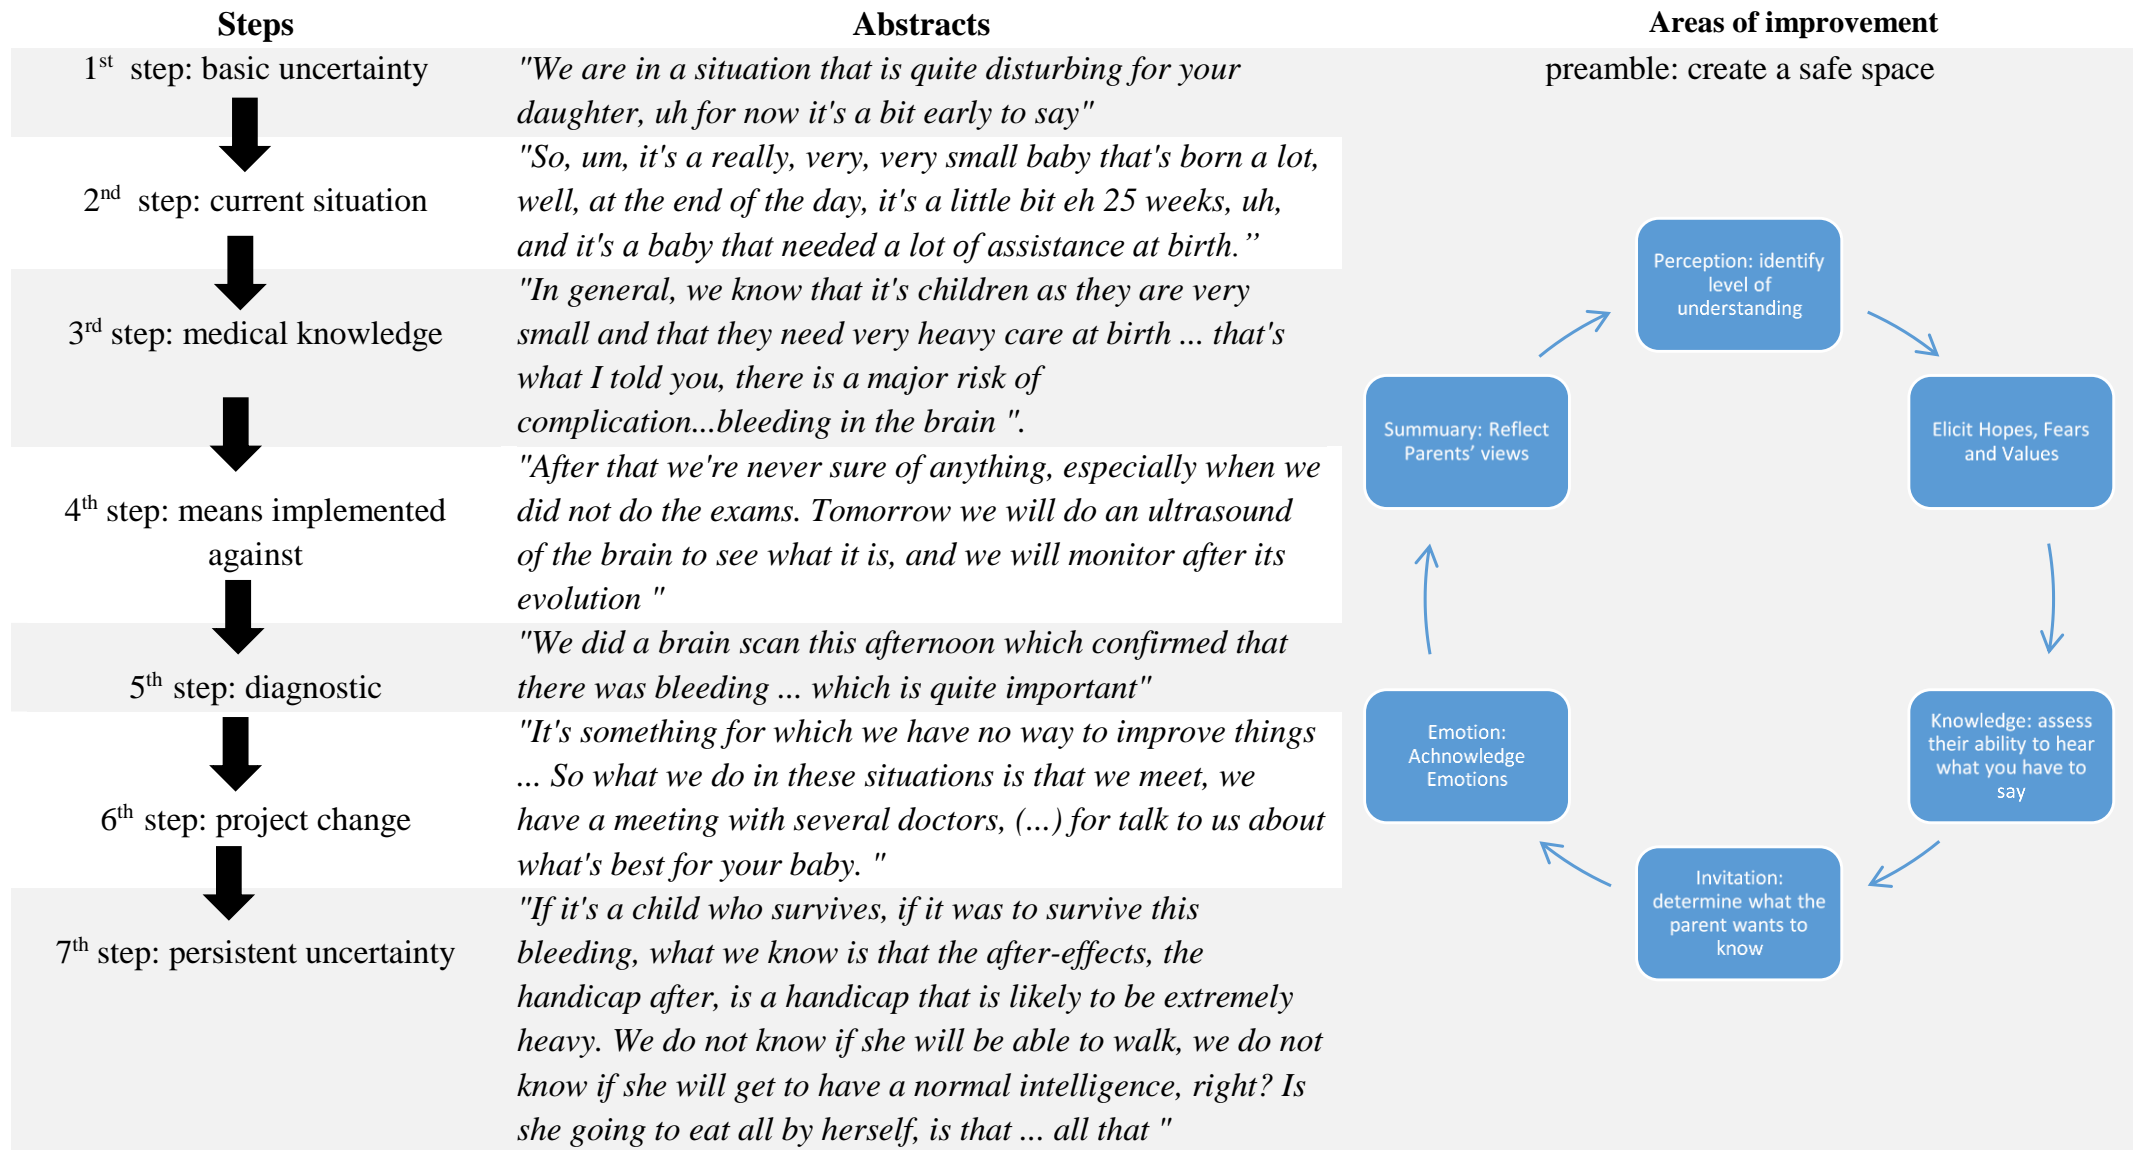 Steps
Abstracts
Areas of improvement
1st step: basic uncertainty
"We are in a situation that is quite disturbing for your
daughter, uh for now it's a bit early to say"
preamble: create a safe space
2nd step: current situation
"So, um, it's a really, very, very small baby that's born a lot,
well, at the end of the day, it's a little bit eh 25 weeks, uh,
and it's a baby that needed a lot of assistance at birth.”
3rd step: medical knowledge
"In general, we know that it's children as they are very
small and that they need very heavy care at birth ... that's
what I told you, there is a major risk of
complication...bleeding in the brain ".
4th step: means implemented
against
"After that we're never sure of anything, especially when we
did not do the exams. Tomorrow we will do an ultrasound
of the brain to see what it is, and we will monitor after its
evolution "
5th step: diagnostic
"We did a brain scan this afternoon which confirmed that
there was bleeding ... which is quite important"
6th step: project change
"It's something for which we have no way to improve things
... So what we do in these situations is that we meet, we
have a meeting with several doctors, (...) for talk to us about
what's best for your baby. "
7th step: persistent uncertainty
"If it's a child who survives, if it was to survive this
bleeding, what we know is that the after-effects, the
handicap after, is a handicap that is likely to be extremely
heavy. We do not know if she will be able to walk, we do not
know if she will get to have a normal intelligence, right? Is
she going to eat all by herself, is that ... all that "
Perception: identify
level of
understanding
Elicit Hopes, Fears
and Values
Knowledge: assess
their ability to hear
what you have to
say
Invitation:
determine what the
parent wants to
know
Emotion:
Achnowledge
Emotions
Summuary: Reflect
Parents’ views